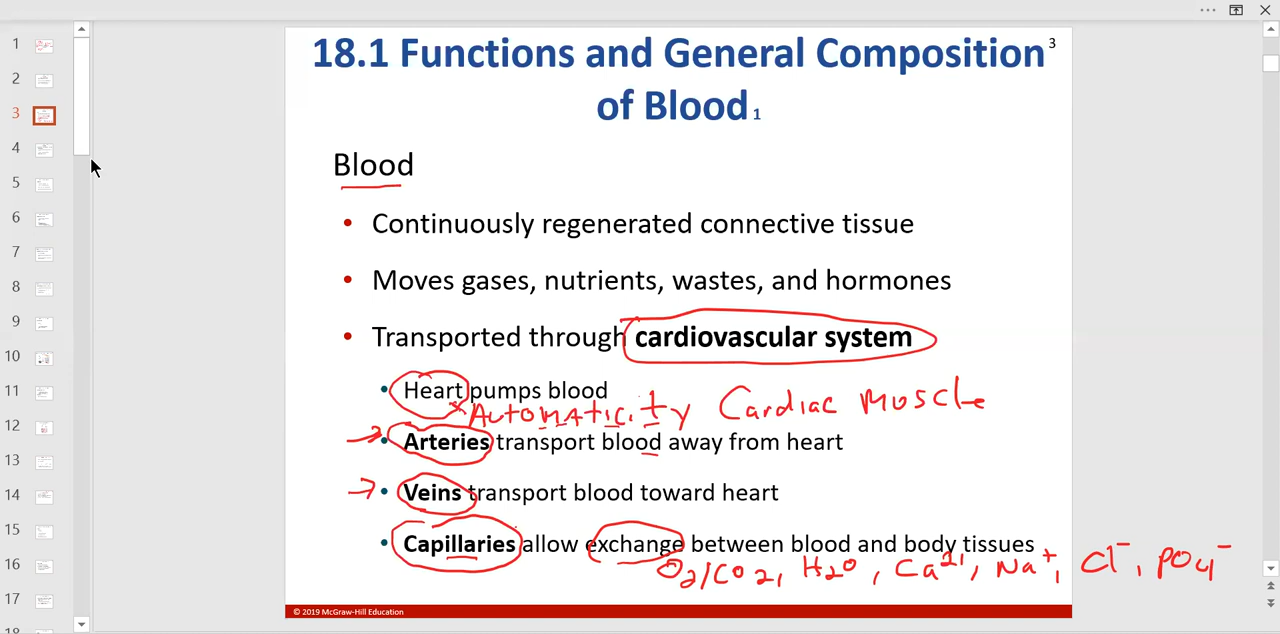 1
2
3
4
5
6
7
8
9
10
11
12
13
14
15
16
17
18
18.1 Functions and General Composition 3
of Blood 1
Blood
• Continuously regenerated connective tissue
• Moves gases, nutrients, wastes, and hormones
• Transported through cardiovascular system
• Heart pumps blood
* Automaticity Cardiac Muscle
→ • Arteries transport blood away from heart
→ • Veins transport blood toward heart
• Capillaries allow exchange between blood and body tissues
O2/CO2, H2O, Ca2+, Na+, Cl-, PO4-
© 2019 McGraw-Hill Education